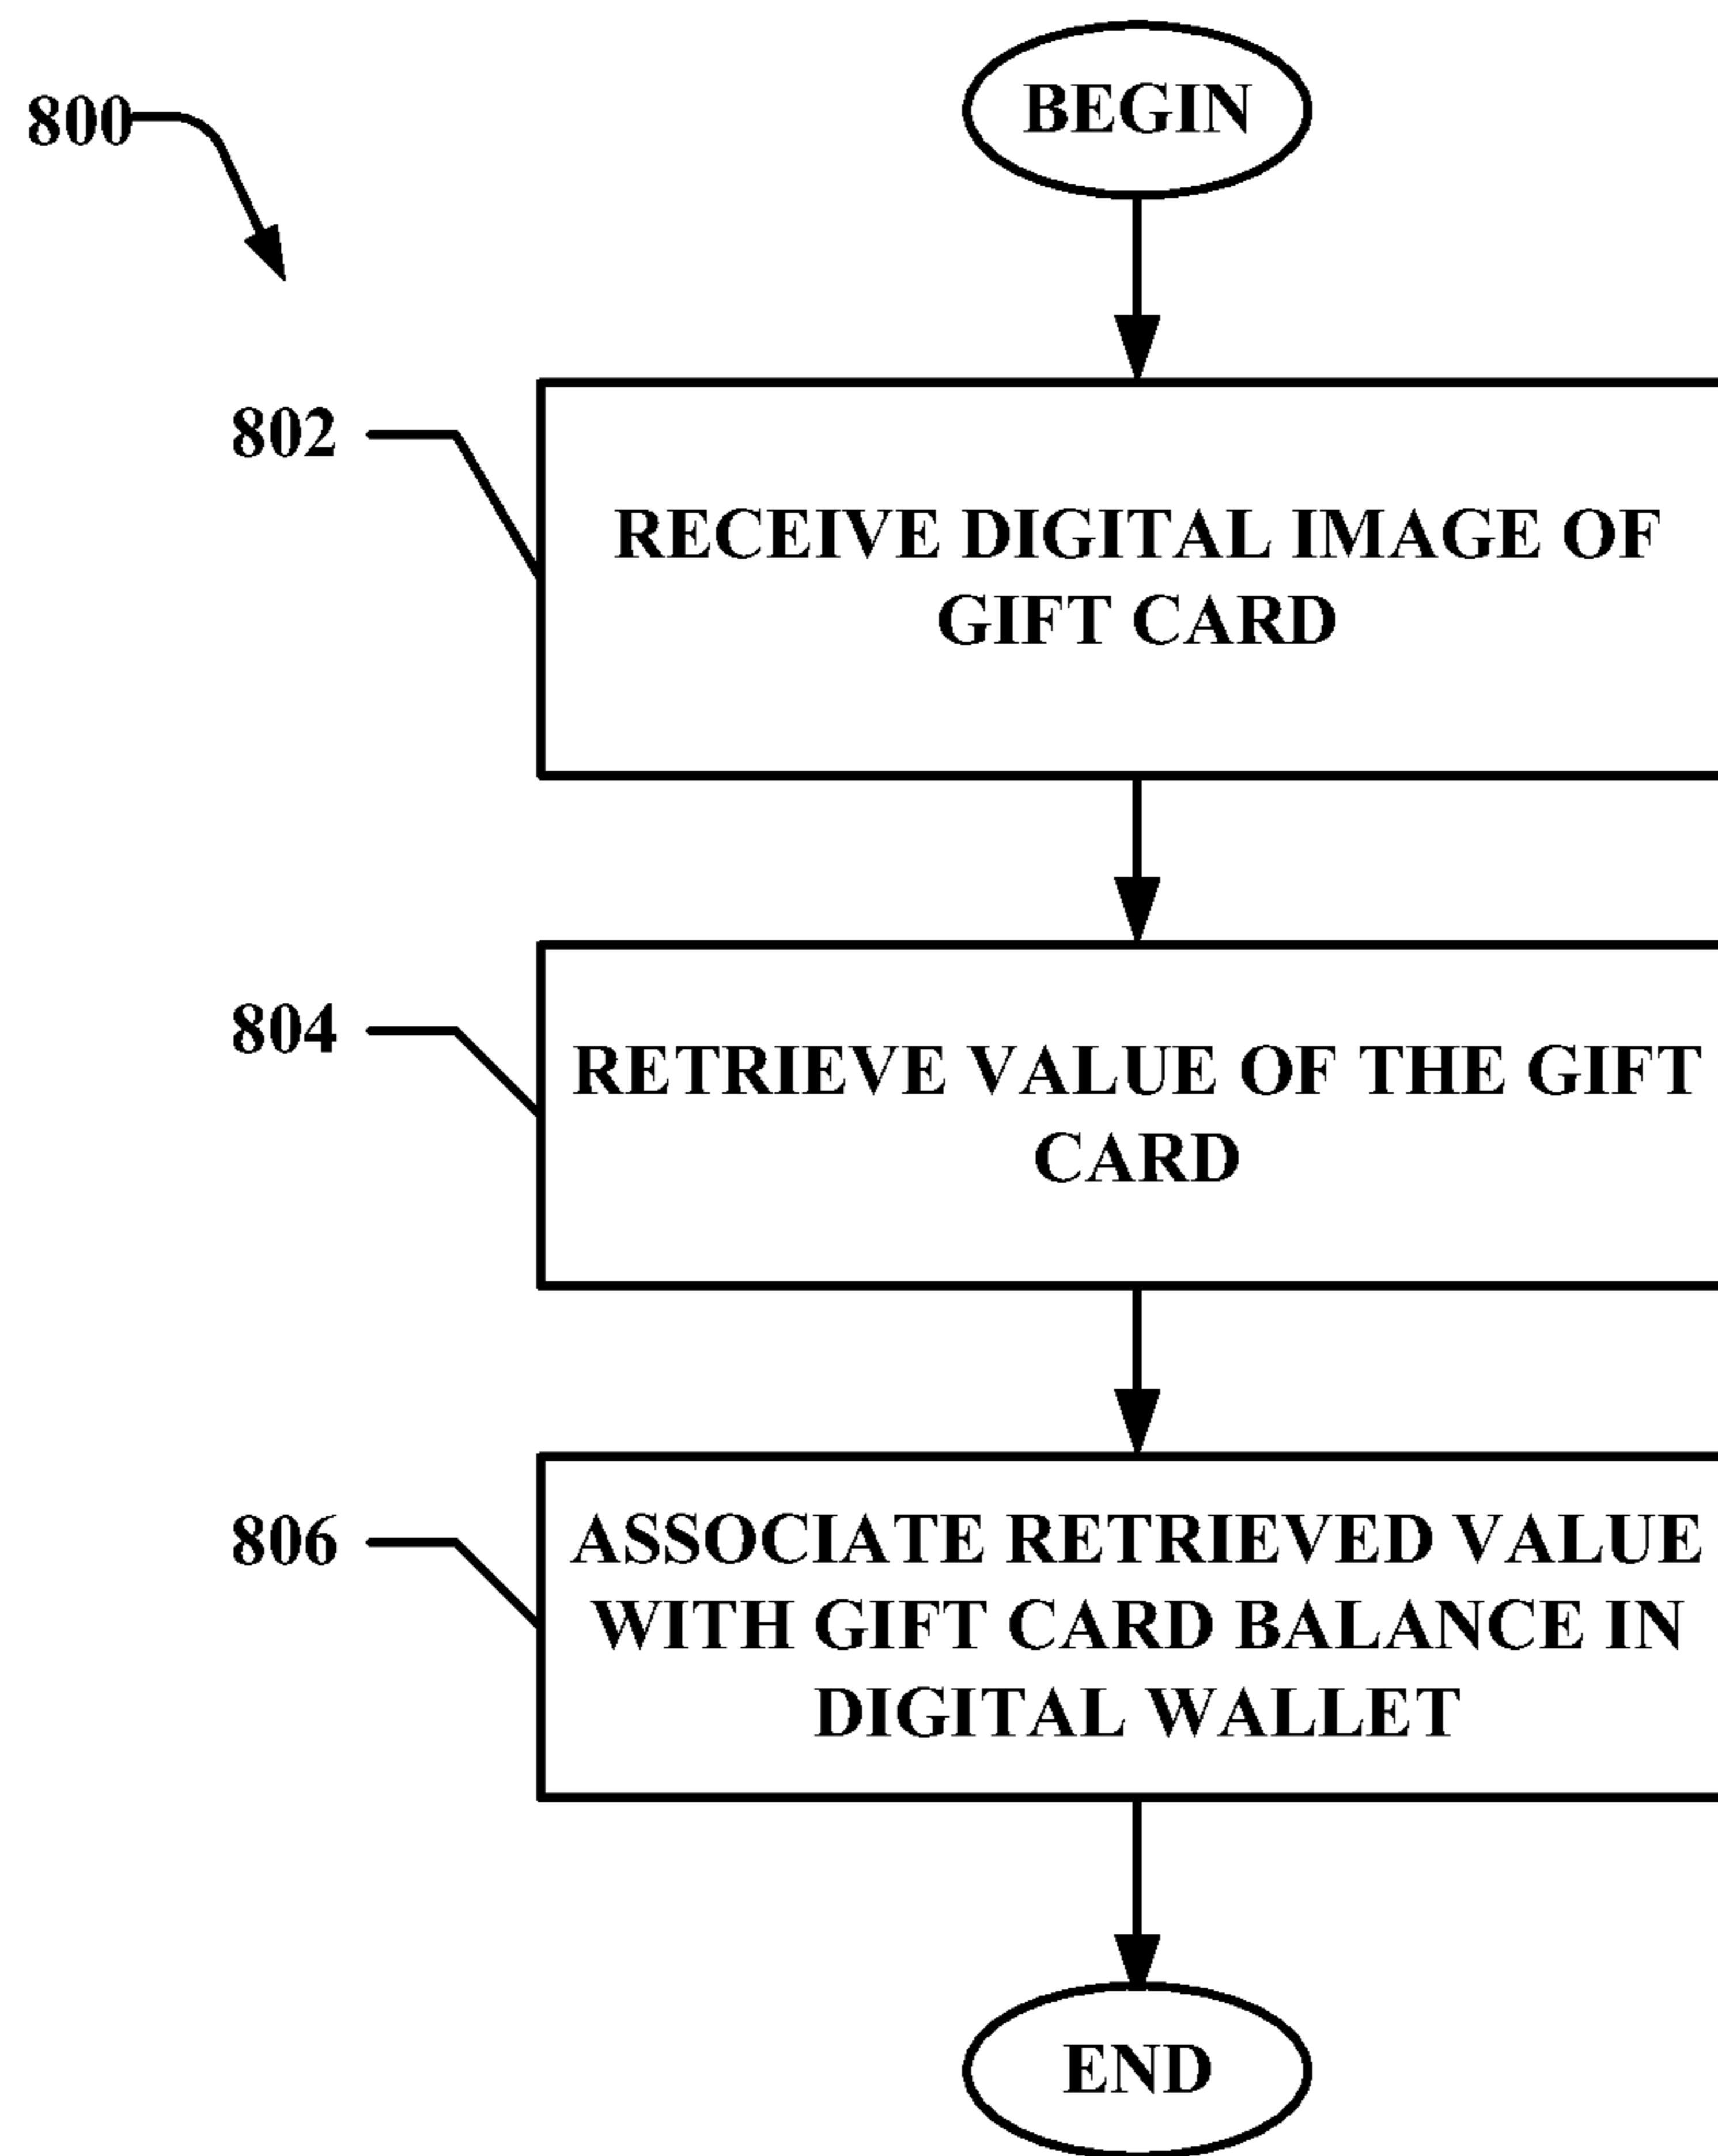 800
BEGIN
802
RECEIVE DIGITAL IMAGE OF
GIFT CARD
804
RETRIEVE VALUE OF THE GIFT
CARD
806
ASSOCIATE RETRIEVED VALUE
WITH GIFT CARD BALANCE IN
DIGITAL WALLET
END